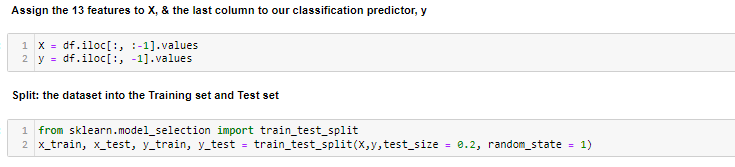 Assign the 13 features to X, & the last column to our classification predictor, y
1 X = df.iloc[:, :-1].values
2 y = df.iloc[:, -1].values
Split: the dataset into the Training set and Test set
1 from sklearn.model_selection import train_test_split
2 x_train, x_test, y_train, y_test = train_test_split(X,y,test_size = 0.2, random_state = 1)